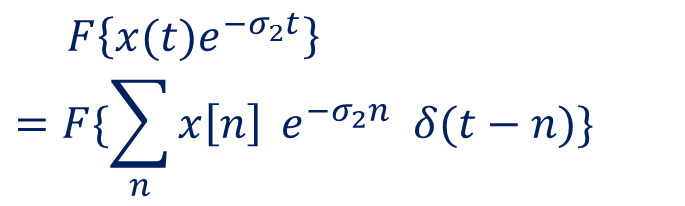 F{x(t)e^{-σ₂t}}
= F{∑ₙ x[n] e^{-σ₂n} δ(t − n)}